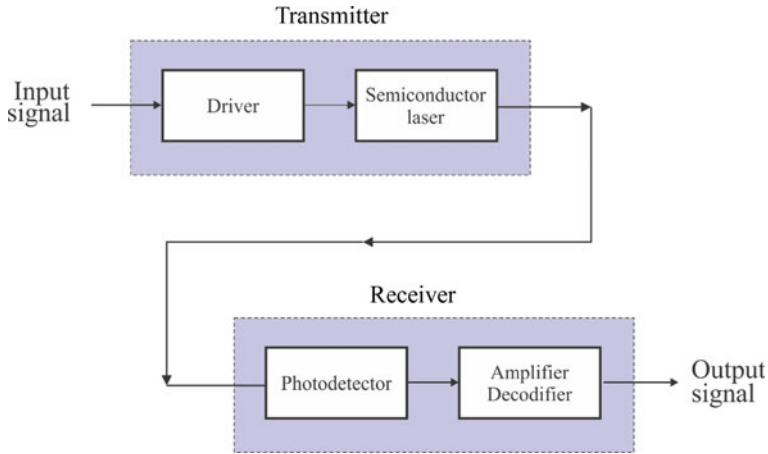 Transmitter
Input
signal
Driver
Semiconductor
laser
Receiver
Photodetector
Amplifier
Decodifier
Output
signal